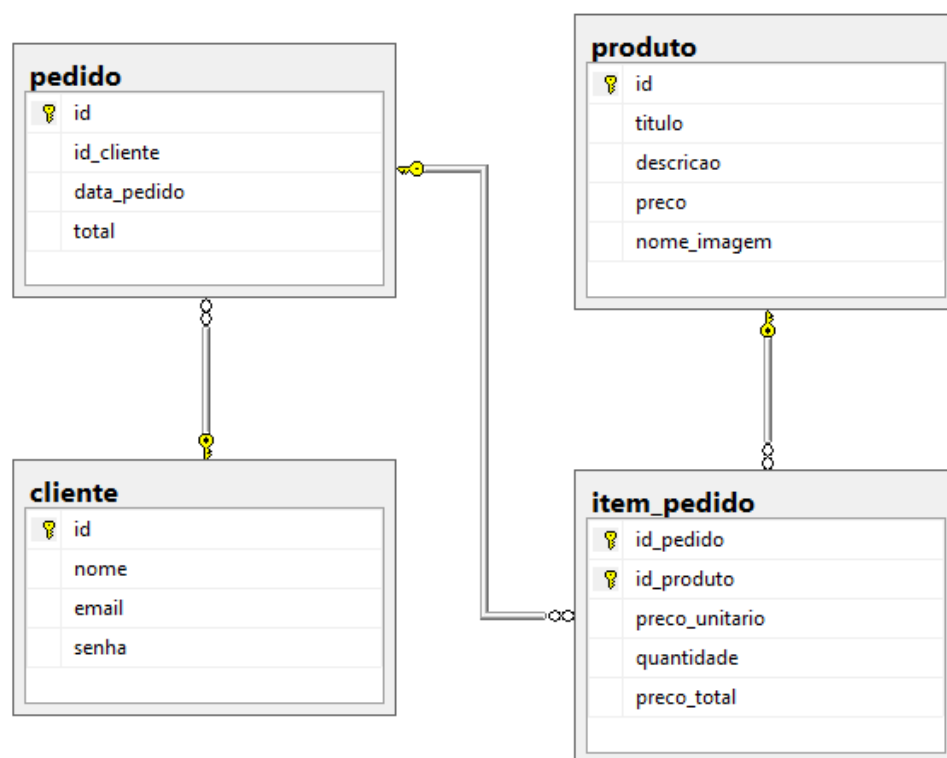 pedido
id
id_cliente
data_pedido
total
produto
id
titulo
descricao
preco
nome_imagem
cliente
id
nome
email
senha
item_pedido
id_pedido
id_produto
preco_unitario
quantidade
preco_total